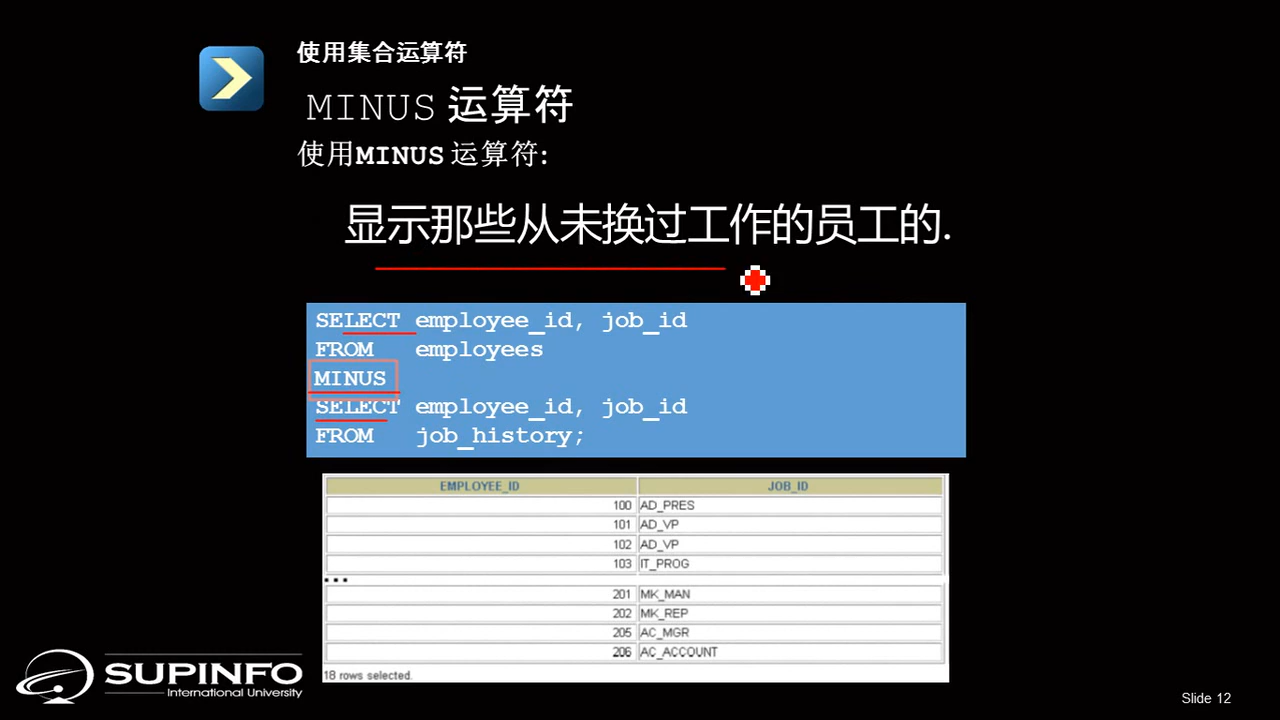 使用集合运算符
MINUS 运算符
使用MINUS 运算符:
显示那些从未换过工作的员工的.
SELECT employee_id, job_id
FROM employees
MINUS
SELECT employee_id, job_id
FROM job_history;
EMPLOYEE_ID JOB_ID
100 AD_PRES
101 AD_VP
102 AD_VP
103 IT_PROG
...
201 MK_MAN
202 MK_REP
205 AC_MGR
206 AC_ACCOUNT
18 rows selected.
SUPINFO
International University
Slide 12